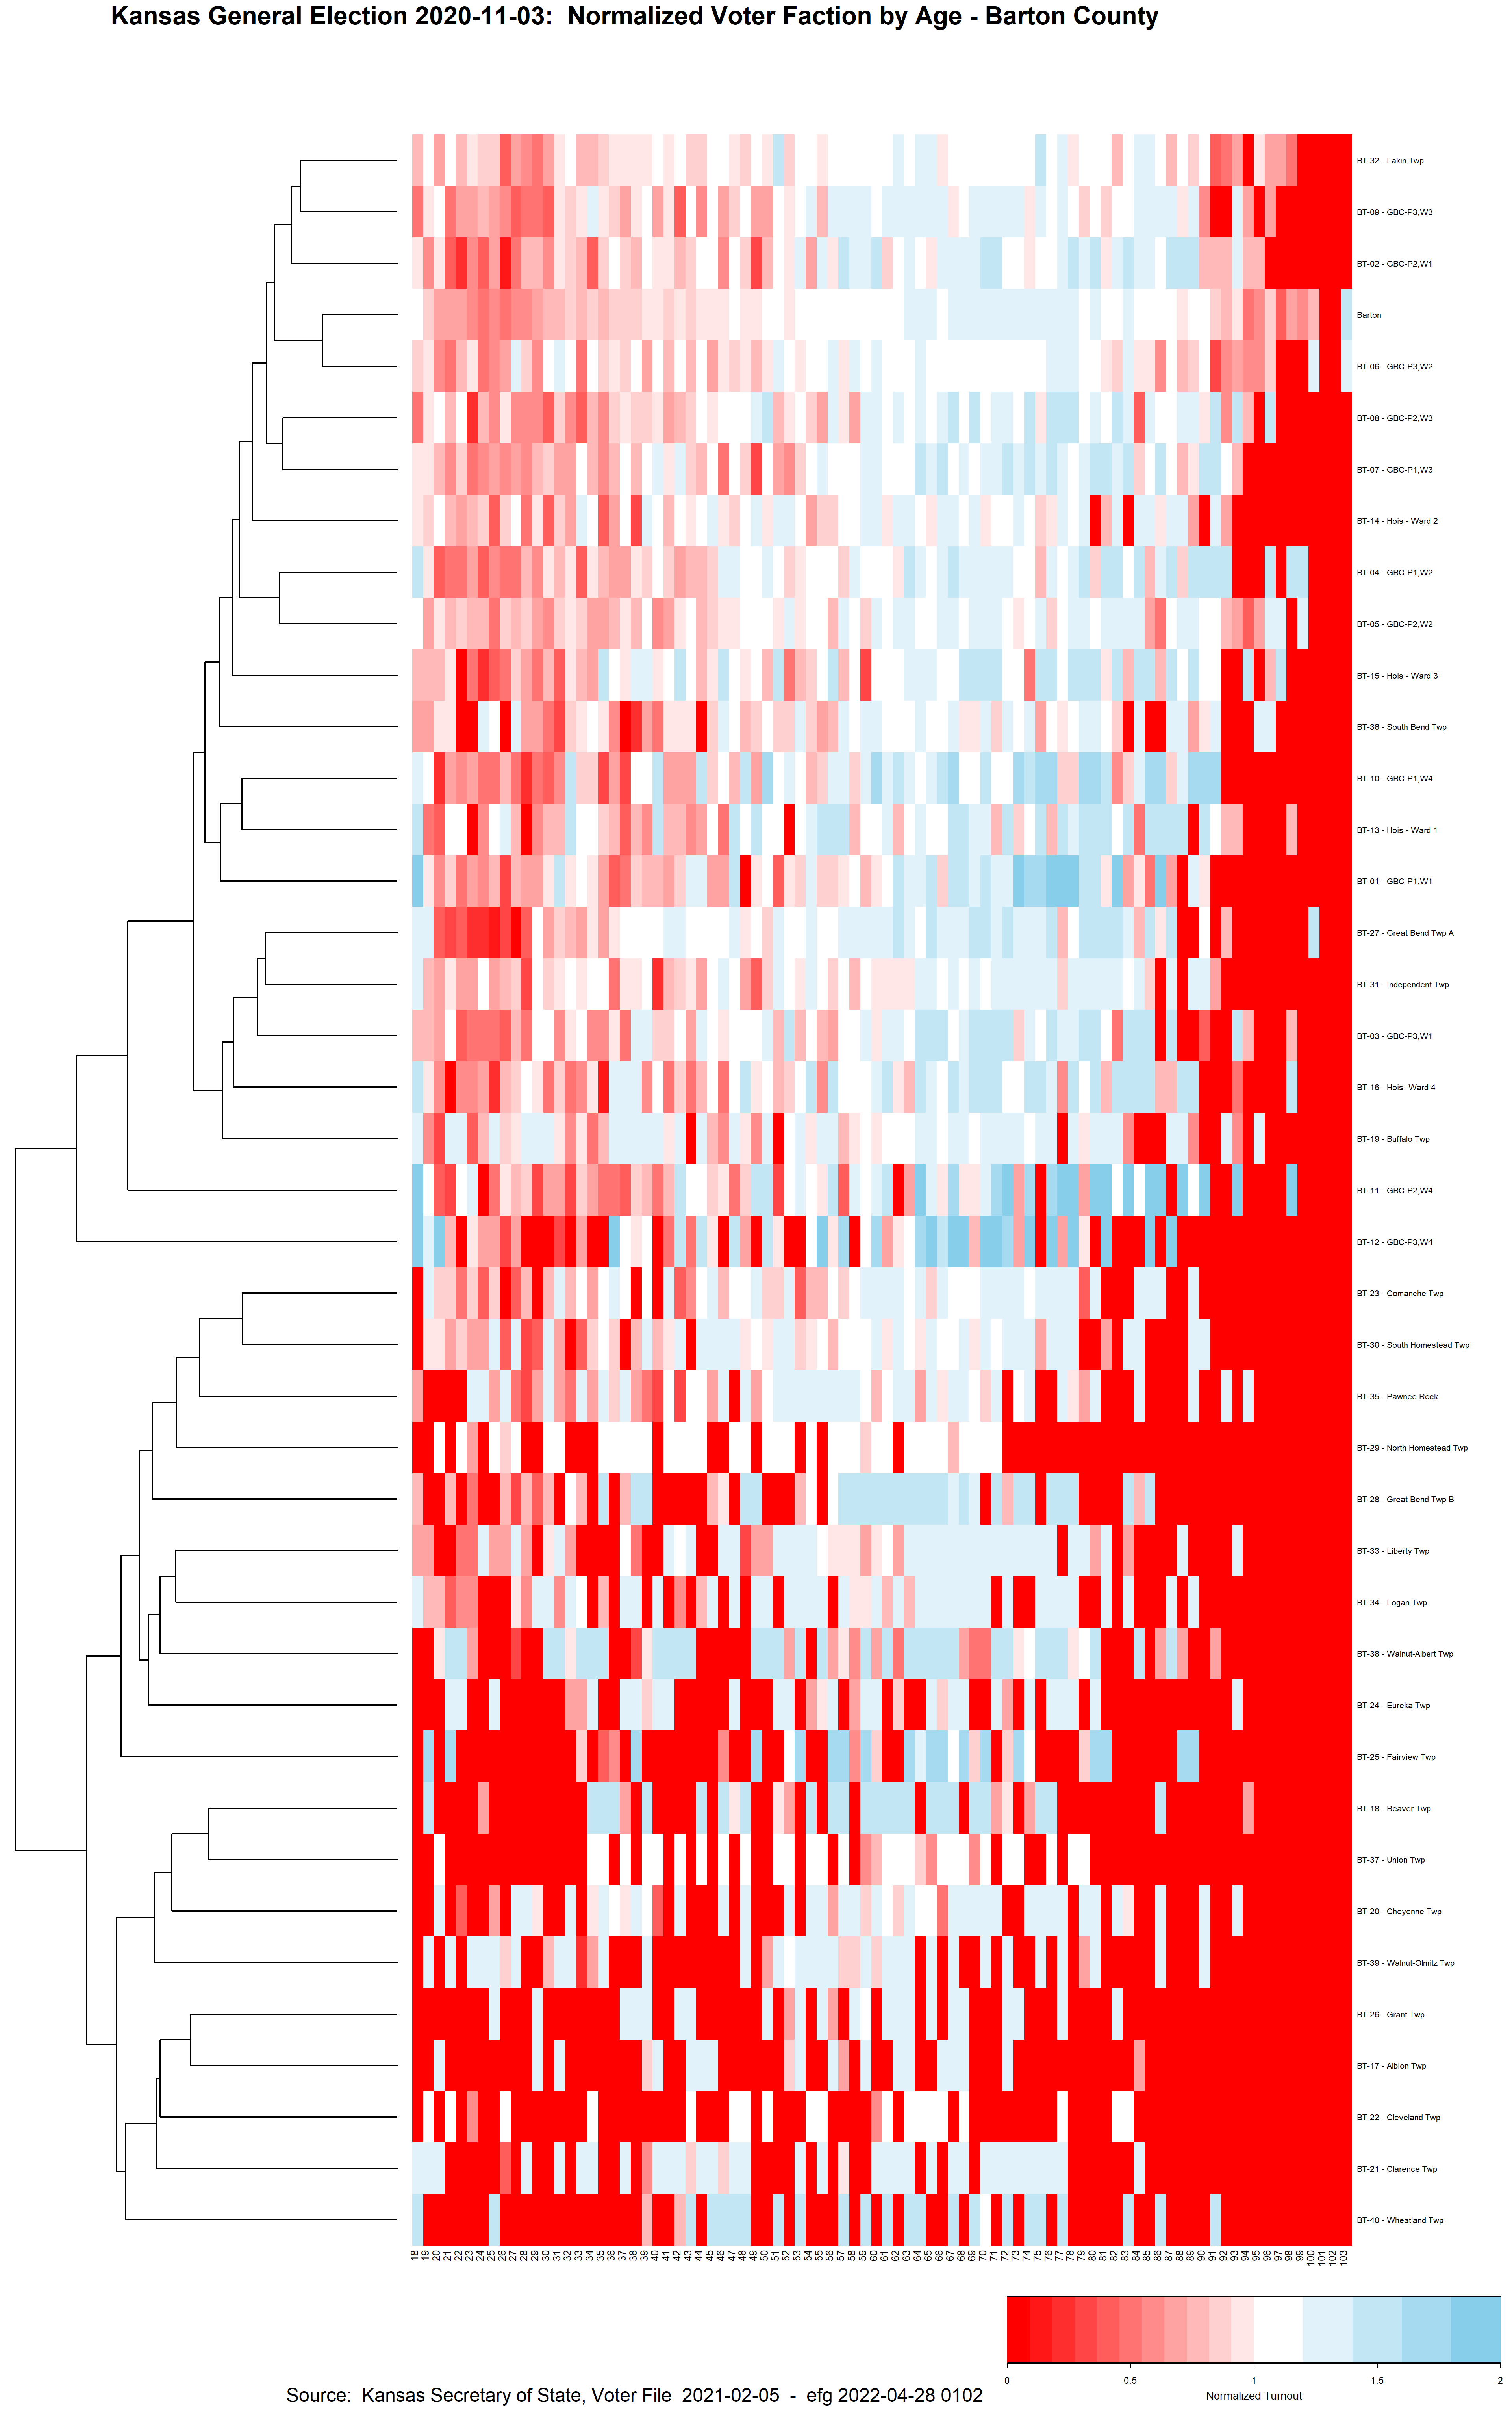 Kansas General Election 2020-11-03:  Normalized Voter Faction by Age - Barton County
BT-32 - Lakin Twp
BT-09 - GBC-P3,W3
BT-02 - GBC-P2,W1
Barton
BT-06 - GBC-P3,W2
BT-08 - GBC-P2,W3
BT-07 - GBC-P1,W3
BT-14 - Hois - Ward 2
BT-04 - GBC-P1,W2
BT-05 - GBC-P2,W2
BT-15 - Hois - Ward 3
BT-36 - South Bend Twp
BT-10 - GBC-P1,W4
BT-13 - Hois - Ward 1
BT-01 - GBC-P1,W1
BT-27 - Great Bend Twp A
BT-31 - Independent Twp
BT-03 - GBC-P3,W1
BT-16 - Hois- Ward 4
BT-19 - Buffalo Twp
BT-11 - GBC-P2,W4
BT-12 - GBC-P3,W4
BT-23 - Comanche Twp
BT-30 - South Homestead Twp
BT-35 - Pawnee Rock
BT-29 - North Homestead Twp
BT-28 - Great Bend Twp B
BT-33 - Liberty Twp
BT-34 - Logan Twp
BT-38 - Walnut-Albert Twp
BT-24 - Eureka Twp
BT-25 - Fairview Twp
BT-18 - Beaver Twp
BT-37 - Union Twp
BT-20 - Cheyenne Twp
BT-39 - Walnut-Olmitz Twp
BT-26 - Grant Twp
BT-17 - Albion Twp
BT-22 - Cleveland Twp
BT-21 - Clarence Twp
BT-40 - Wheatland Twp
18 19 20 21 22 23 24 25 26 27 28 29 30 31 32 33 34 35 36 37 38 39 40 41 42 43 44 45 46 47 48 49 50 51 52 53 54 55 56 57 58 59 60 61 62 63 64 65 66 67 68 69 70 71 72 73 74 75 76 77 78 79 80 81 82 83 84 85 86 87 88 89 90 91 92 93 94 95 96 97 98 99 100 101 102 103
0 0.5 1 1.5 2
Normalized Turnout
Source:  Kansas Secretary of State, Voter File  2021-02-05  -  efg 2022-04-28 0102